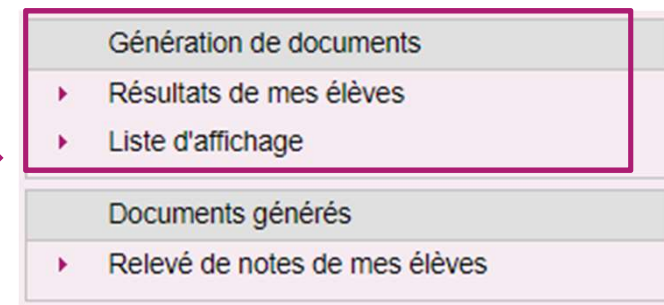 Génération de documents
Résultats de mes élèves
Liste d'affichage
Documents générés
Relevé de notes de mes élèves